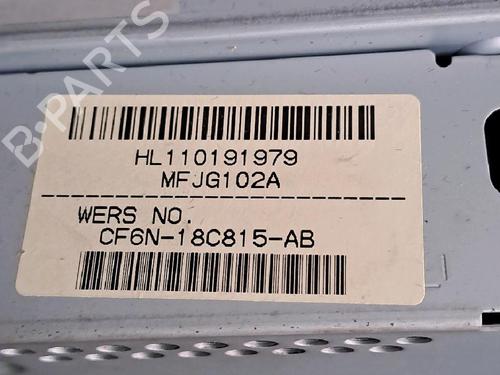 B-PARTS
HL110191979
MFJG102A
WERS NO.
CF6N-18C815-AB